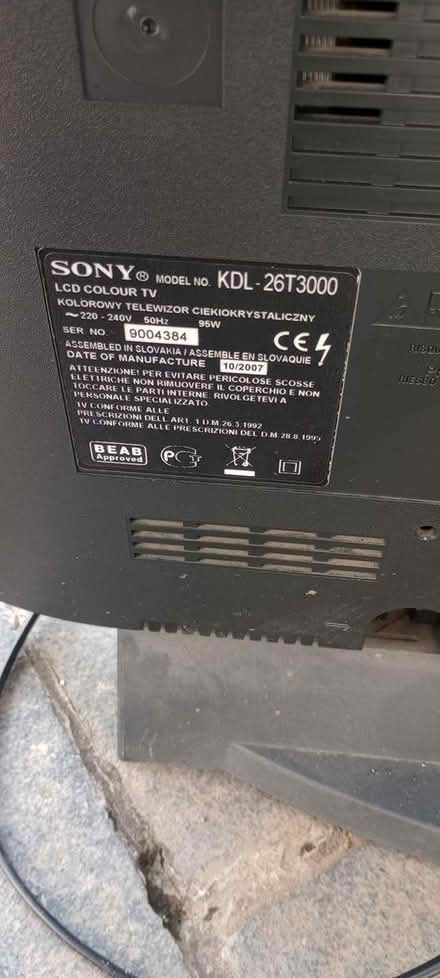 SONY® MODEL NO. KDL-26T3000
LCD COLOUR TV
KOLOROWY TELEWIZOR CIEKIOKRYSTALICZNY
~220-240V 50Hz 95W
SER NO. 9004384
CE
ASSEMBLED IN SLOVAKIA / ASSEMBLE EN SLOVAQUIE
DATE OF MANUFACTURE 10/2007
ATTEENZIONE! PER EVITARE PERICOLOSE SCOSSE
ELETTRICHE NON RIMUOVERE IL COPERCHIO E NON
TOCCARE LE PARTI INTERNE RIVOLGETEVI A
PERSONALE SPECIALIZZATO
TV CONFORME ALLE
PRESCRIZIONI DELL ART. 1 D.M.26.3.1992
TV CONFORME ALLE PRESCRIZIONI DEL D.M 28.8.1995
BEAB
Approved